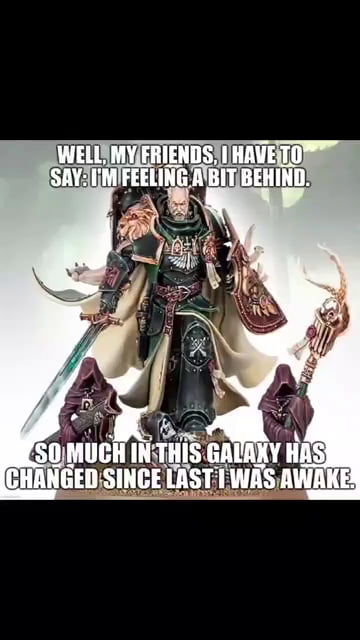 WELL, MY FRIENDS, I HAVE TO
SAY: I'M FEELING A BIT BEHIND.
SO MUCH IN THIS GALAXY HAS
CHANGED SINCE LAST I WAS AWAKE.